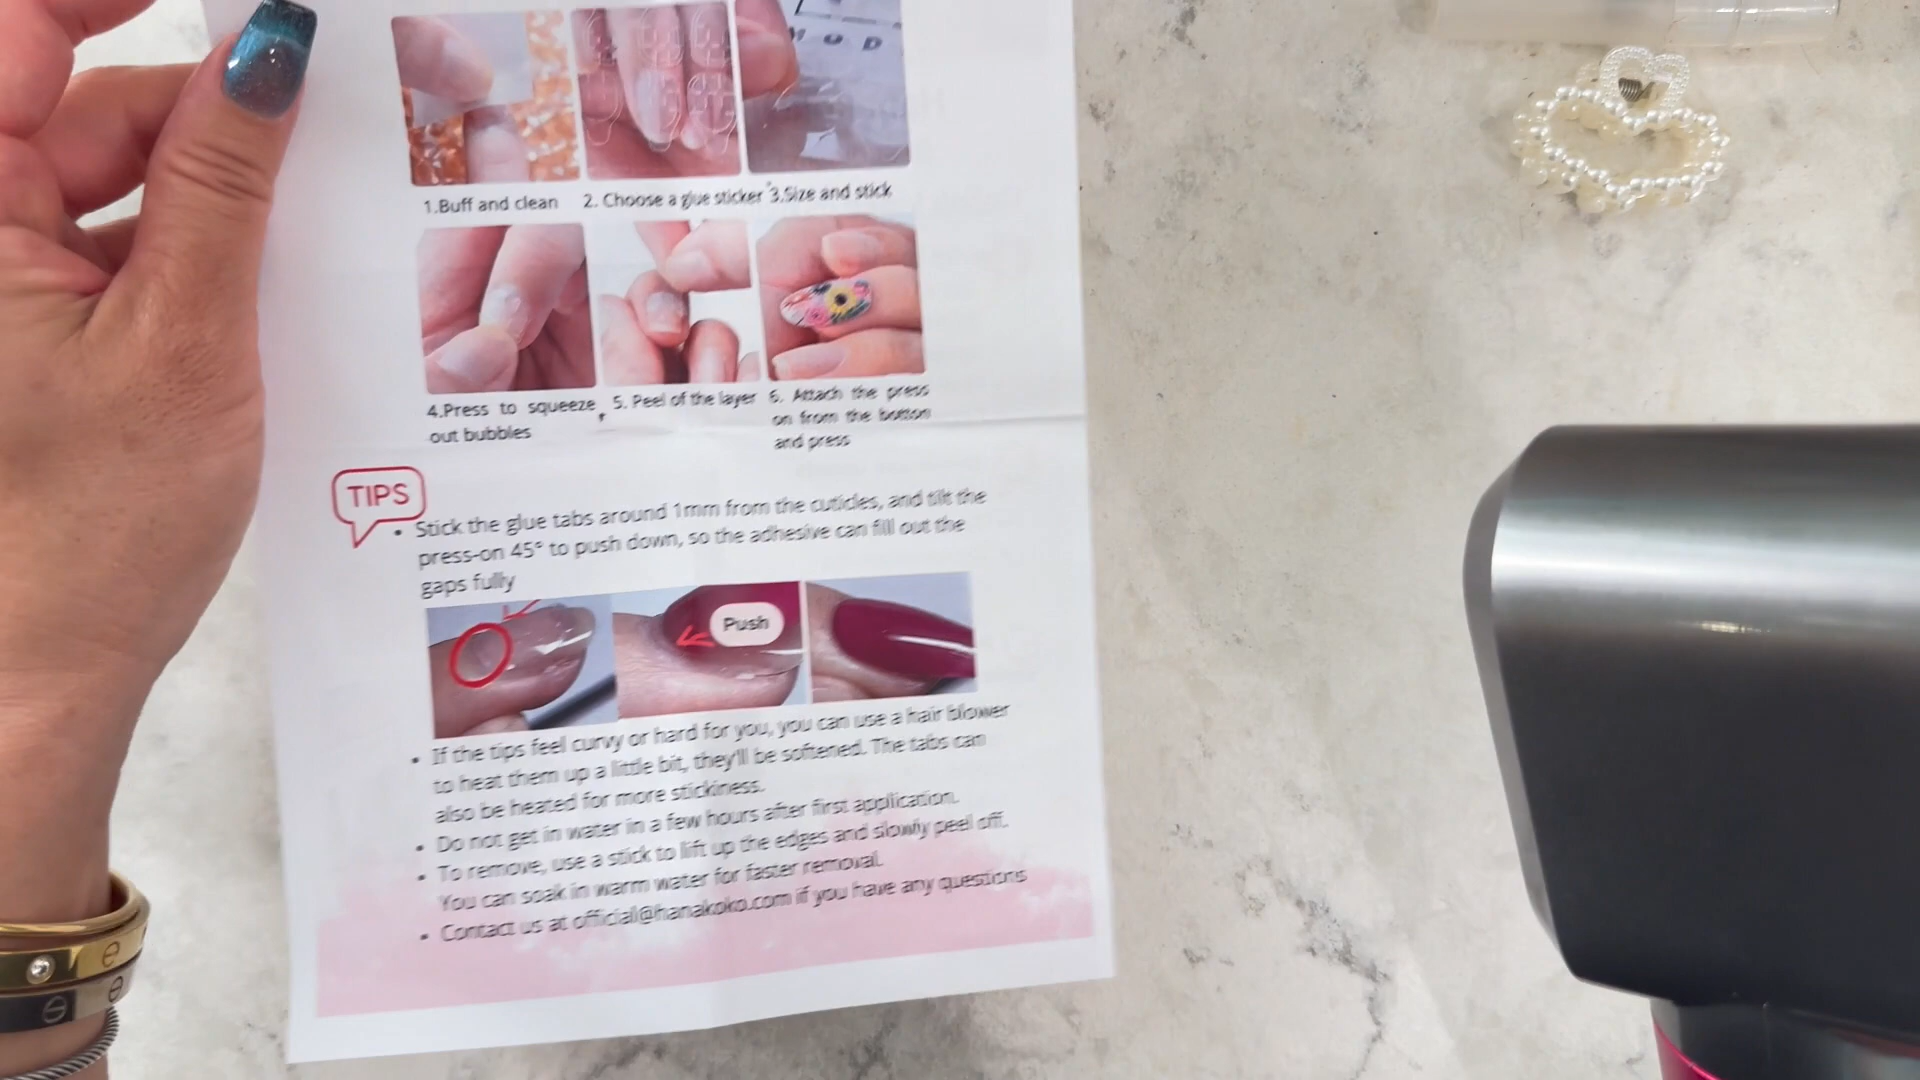 M O D
1.Buff and clean
2. Choose a glue sticker
3.Size and stick
4.Press to squeeze
out bubbles
5. Peel of the layer
6. Attach the press
on from the bottom
and press
TIPS
• Stick the glue tabs around 1mm from the cuticles, and tilt the
press-on 45° to push down, so the adhesive can fill out the
gaps fully
Push
• If the tips feel curvy or hard for you, you can use a hair blower
to heat them up a little bit, they'll be softened. The tabs can
also be heated for more stickiness.
• Do not get in water in a few hours after first application.
• To remove, use a stick to lift up the edges and slowly peel off.
You can soak in warm water for faster removal.
• Contact us at official@hanakoko.com if you have any questions